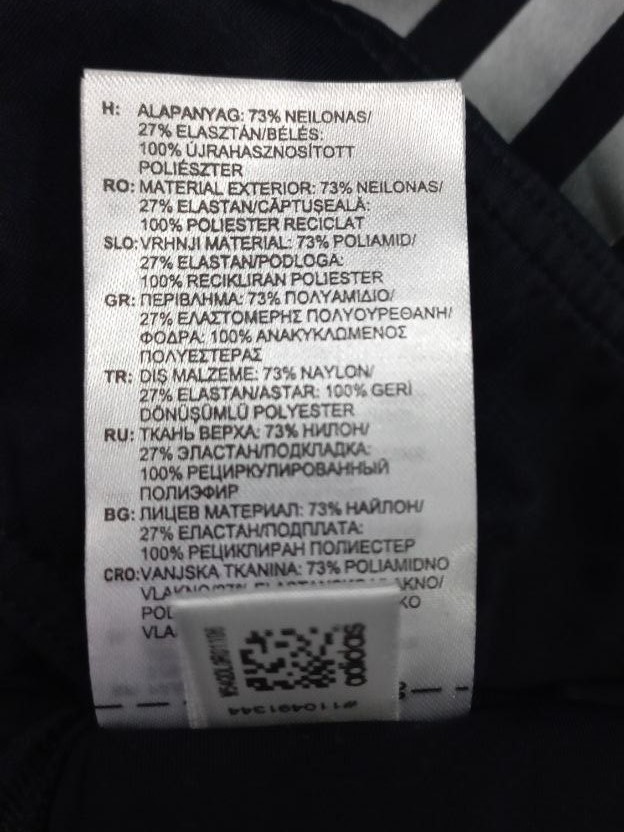 H: ALAPANYAG: 73% NEILONAS/
27% ELASZTÁN/BÉLÉS:
100% ÚJRAHASZNOSÍTOTT
POLIÉSZTER
RO: MATERIAL EXTERIOR: 73% NEILONAS/
27% ELASTAN/CĂPTUȘEALĂ:
100% POLIESTER RECICLAT
SLO: VRHNJI MATERIAL: 73% POLIAMID/
27% ELASTAN/PODLOGA:
100% RECIKLIRAN POLIESTER
GR: ΠΕΡΙΒΛΗΜΑ: 73% ΠΟΛΥΑΜΙΔΙΟ/
27% ΕΛΑΣΤΟΜΕΡΗΣ ΠΟΛΥΟΥΡΕΘΑΝΗ/
ΦΟΔΡΑ: 100% ΑΝΑΚΥΚΛΩΜΕΝΟΣ
ΠΟΛΥΕΣΤΕΡΑΣ
TR: DIŞ MALZEME: 73% NAYLON/
27% ELASTAN/ASTAR: 100% GERİ
DÖNÜŞÜMLÜ POLYESTER
RU: ТКАНЬ ВЕРХА: 73% НИЛОН/
27% ЭЛАСТАН/ПОДКЛАДКА:
100% РЕЦИРКУЛИРОВАННЫЙ
ПОЛИЭФИР
BG: ЛИЦЕВ МАТЕРИАЛ: 73% НАЙЛОН/
27% ЕЛАСТАН/ПОДПЛАТА:
100% РЕЦИКЛИРАН ПОЛИЕСТЕР
CRO: VANJSKA TKANINA: 73% POLIAMIDNO
POL
VLA
adidas
#110491344